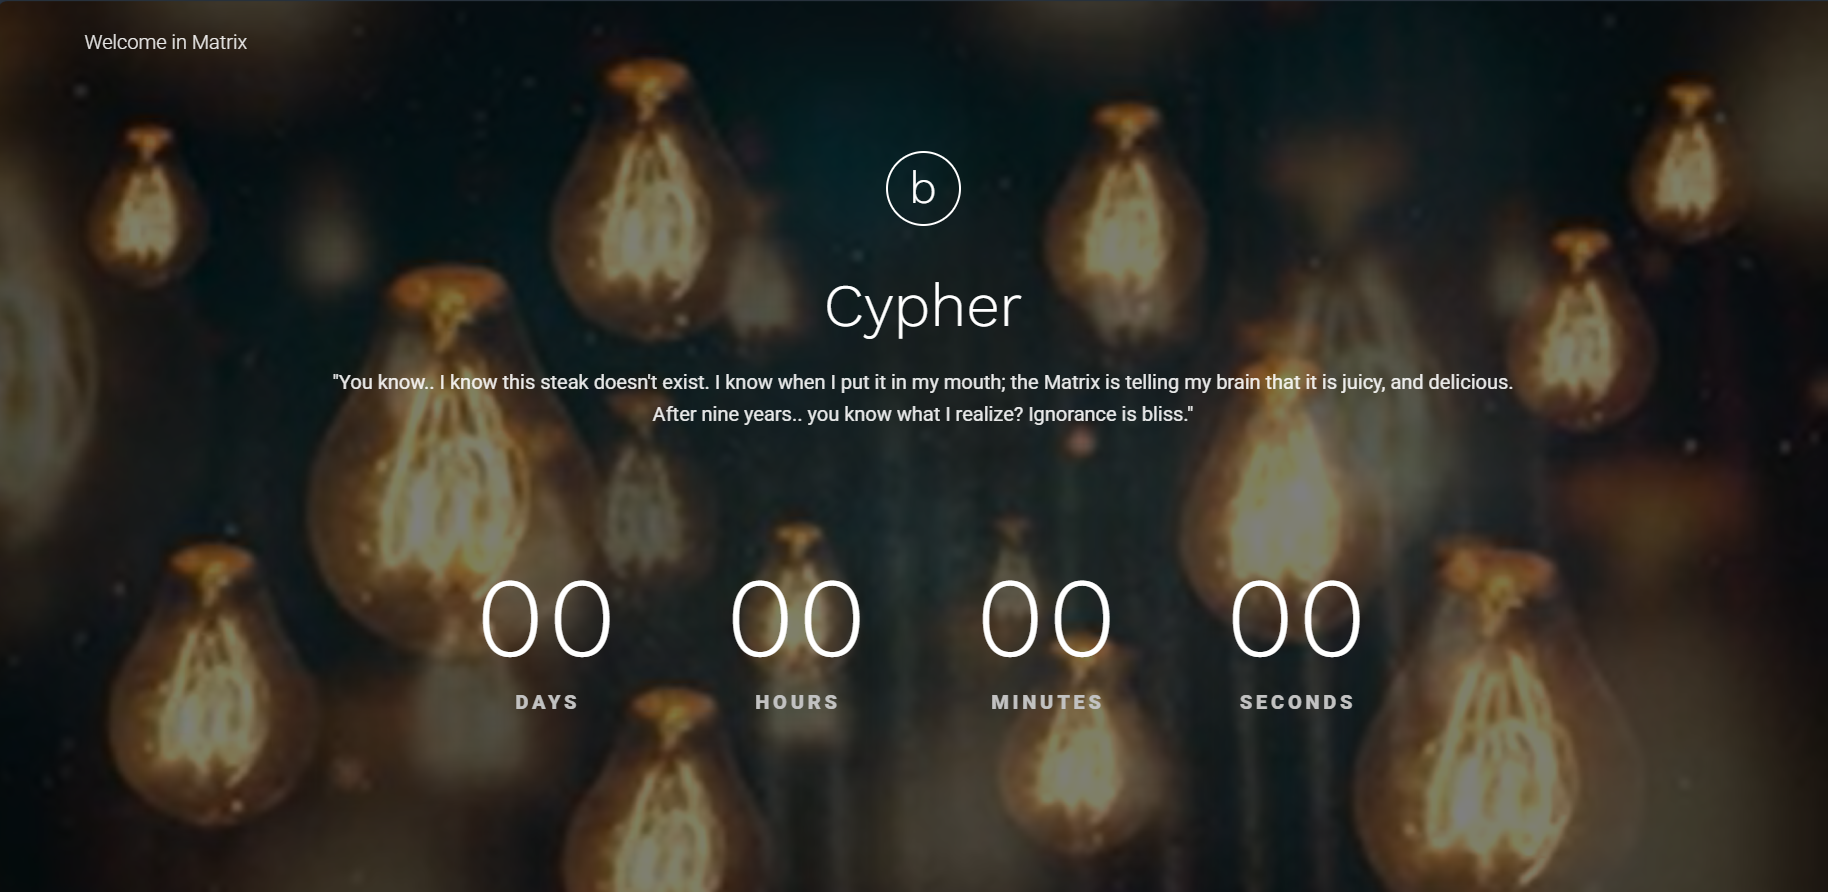 Welcome in Matrix
b
Cypher
"You know.. I know this steak doesn't exist. I know when I put it in my mouth; the Matrix is telling my brain that it is juicy, and delicious.
After nine years.. you know what I realize? Ignorance is bliss."
00 00 00 00
DAYS HOURS MINUTES SECONDS